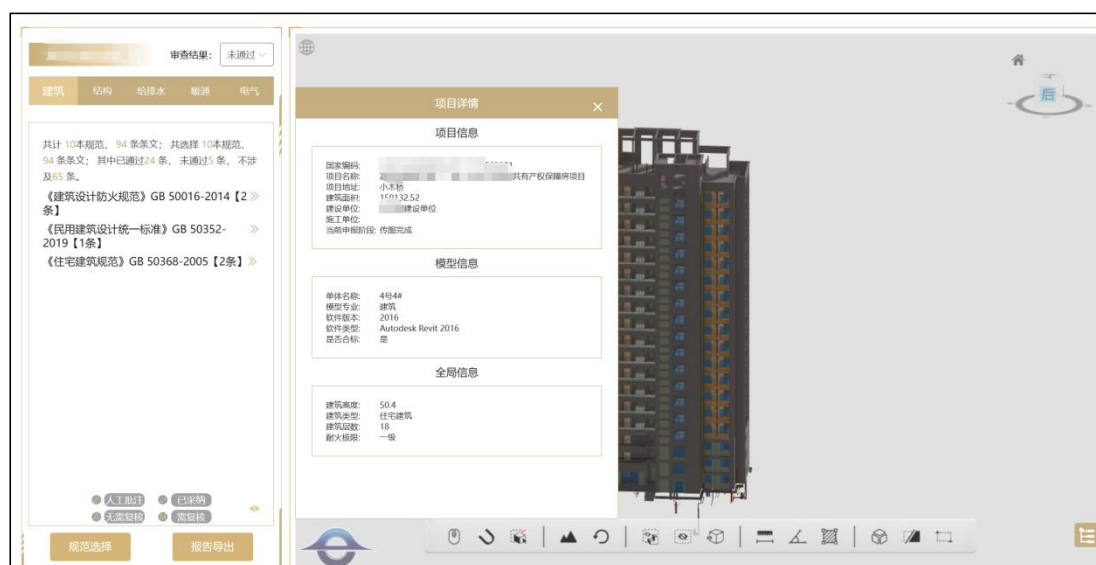 审查结果: 未通过
建筑 结构 给排水 暖通 电气
共计 10本规范, 94 条条文; 共选择 10本规范,
94 条条文; 其中已通过24 条, 未通过5 条, 不涉
及65 条。
《建筑设计防火规范》GB 50016-2014【2
条】
《民用建筑设计统一标准》GB 50352-
2019【1条】
《住宅建筑规范》GB 50368-2005【2条】
人工批注 已采纳
无需复核 需复核
规范选择 报告导出
项目详情
项目信息
国家编码:
项目名称: 共有产权保障房项目
项目地址: 小木桥
建筑面积: 159132.52
建设单位: 建设单位
施工单位:
当前申报阶段: 传图完成
模型信息
单体名称: 4号4#
模型专业: 建筑
软件版本: 2016
软件类型: Autodesk Revit 2016
是否合标: 是
全局信息
建筑高度: 50.4
建筑类型: 住宅建筑
建筑层数: 18
耐火极限: 一级
后